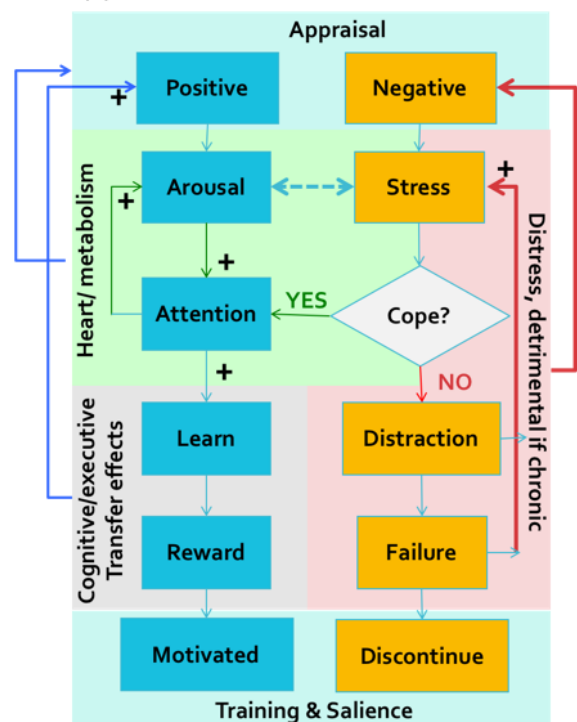 Appraisal
Positive
Negative
+
Arousal
Stress
+
+
+
Heart/ metabolism
Attention
YES
Cope?
+
NO
Distress, detrimental if chronic
Cognitive/executive
Transfer effects
Learn
Distraction
Reward
Failure
Motivated
Discontinue
Training & Salience